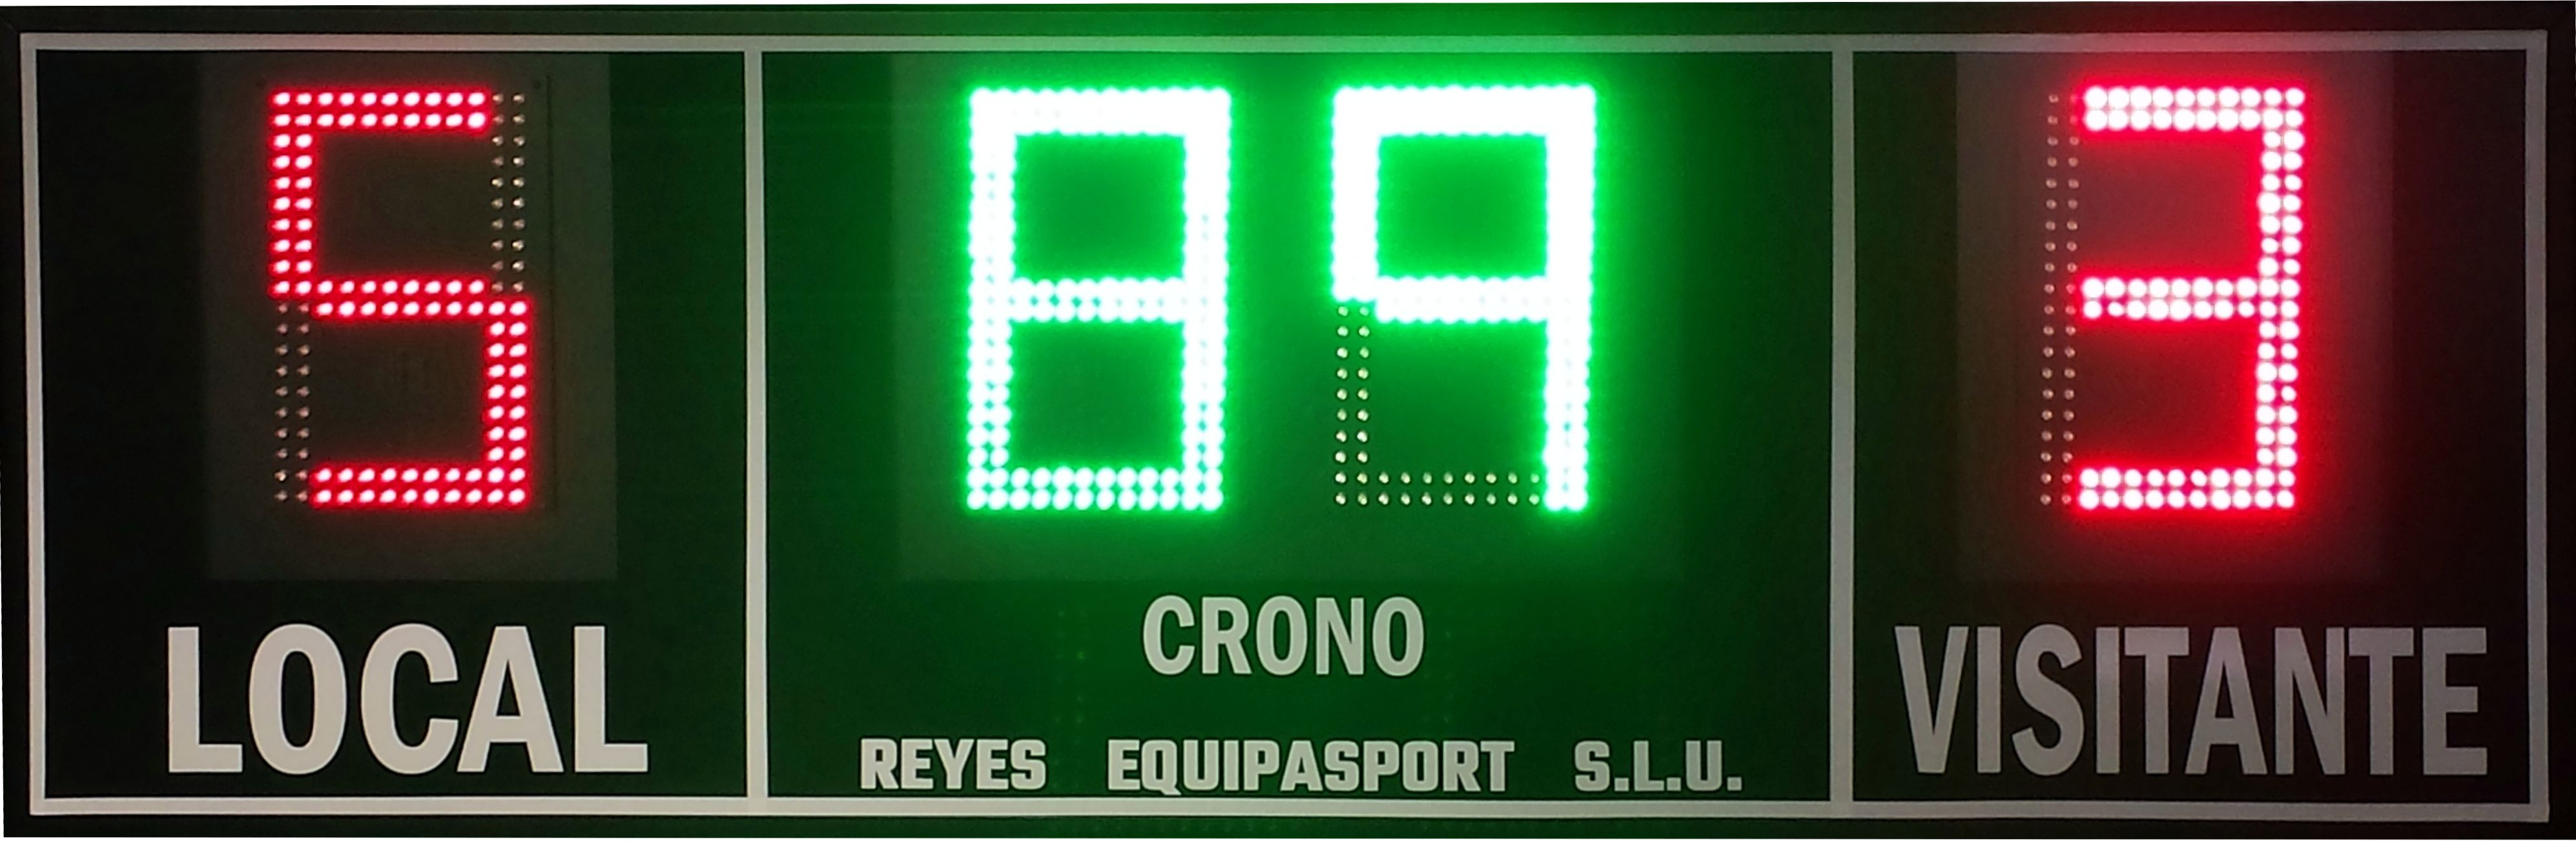 5 89 3
LOCAL CRONO VISITANTE
REYES EQUIPASPORT S.L.U.